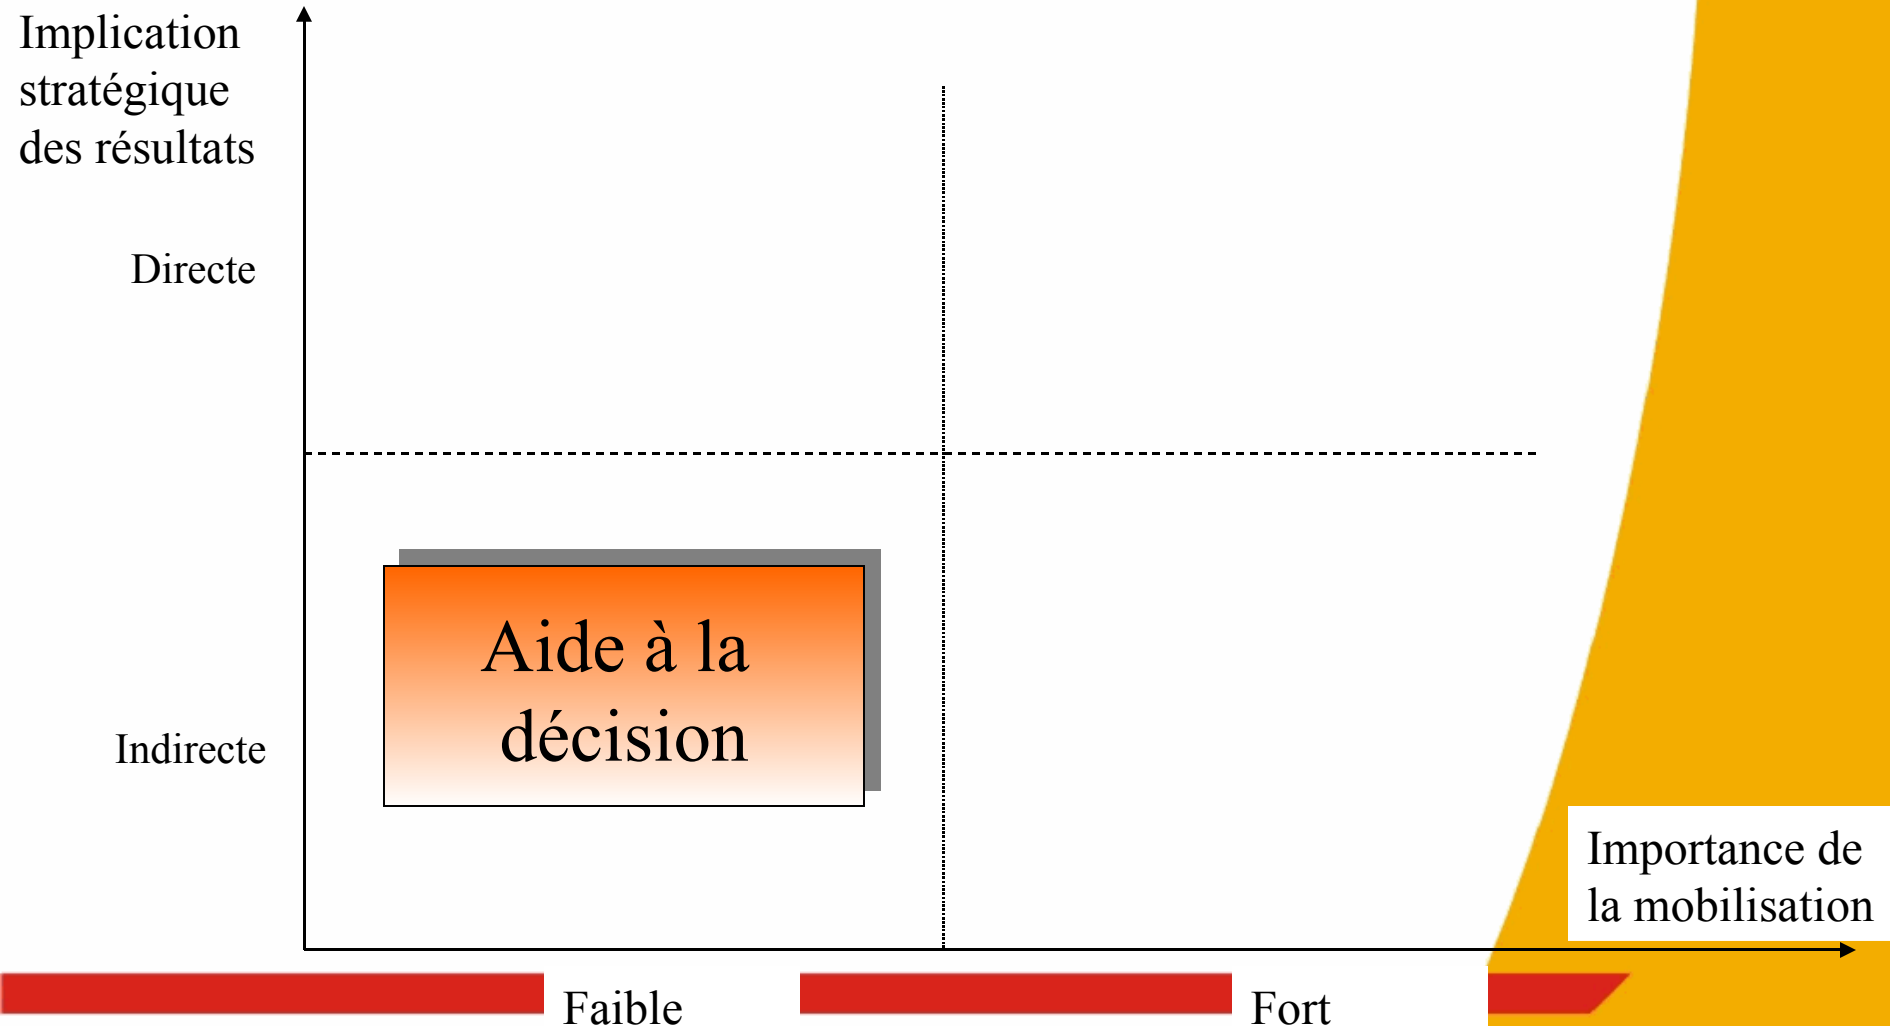 Implication
stratégique
des résultats
Directe
Aide à la
décision
Indirecte
Importance de
la mobilisation
Faible
Fort